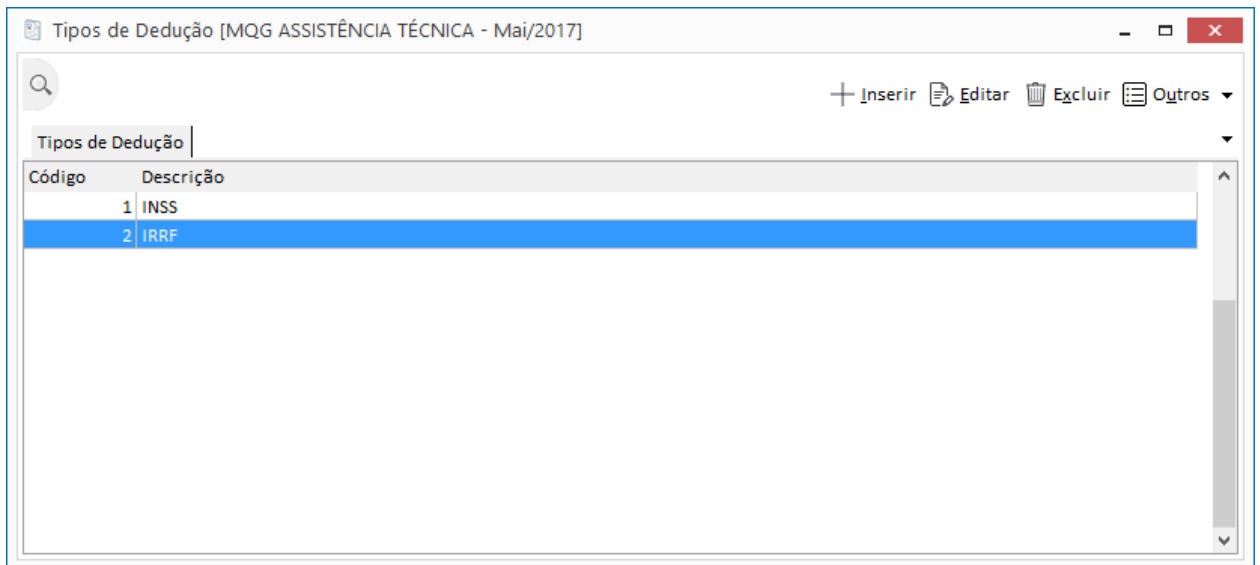 Tipos de Dedução [MQG ASSISTÊNCIA TÉCNICA - Mai/2017]
Inserir Editar Excluir Outros
Tipos de Dedução
Código Descrição
1 INSS
2 IRRF